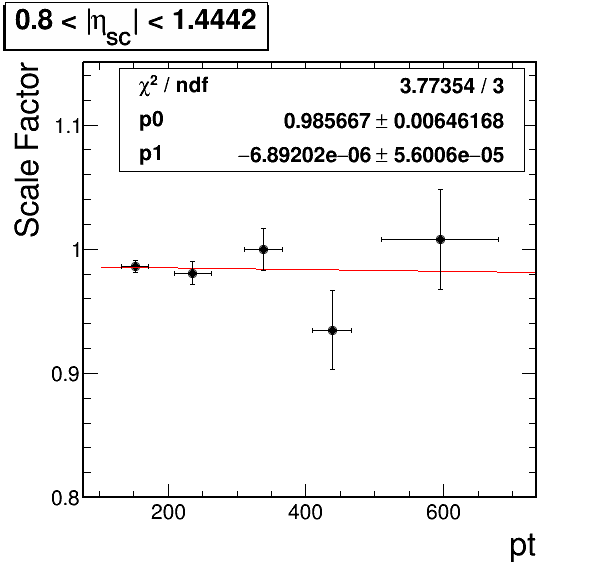 0.8 < |ηSC| < 1.4442
χ² / ndf 3.77354 / 3
p0 0.985667 ± 0.00646168
p1 −6.89202e−06 ± 5.6006e−05
Scale Factor
1.1
1
0.9
0.8
200 400 600
pt